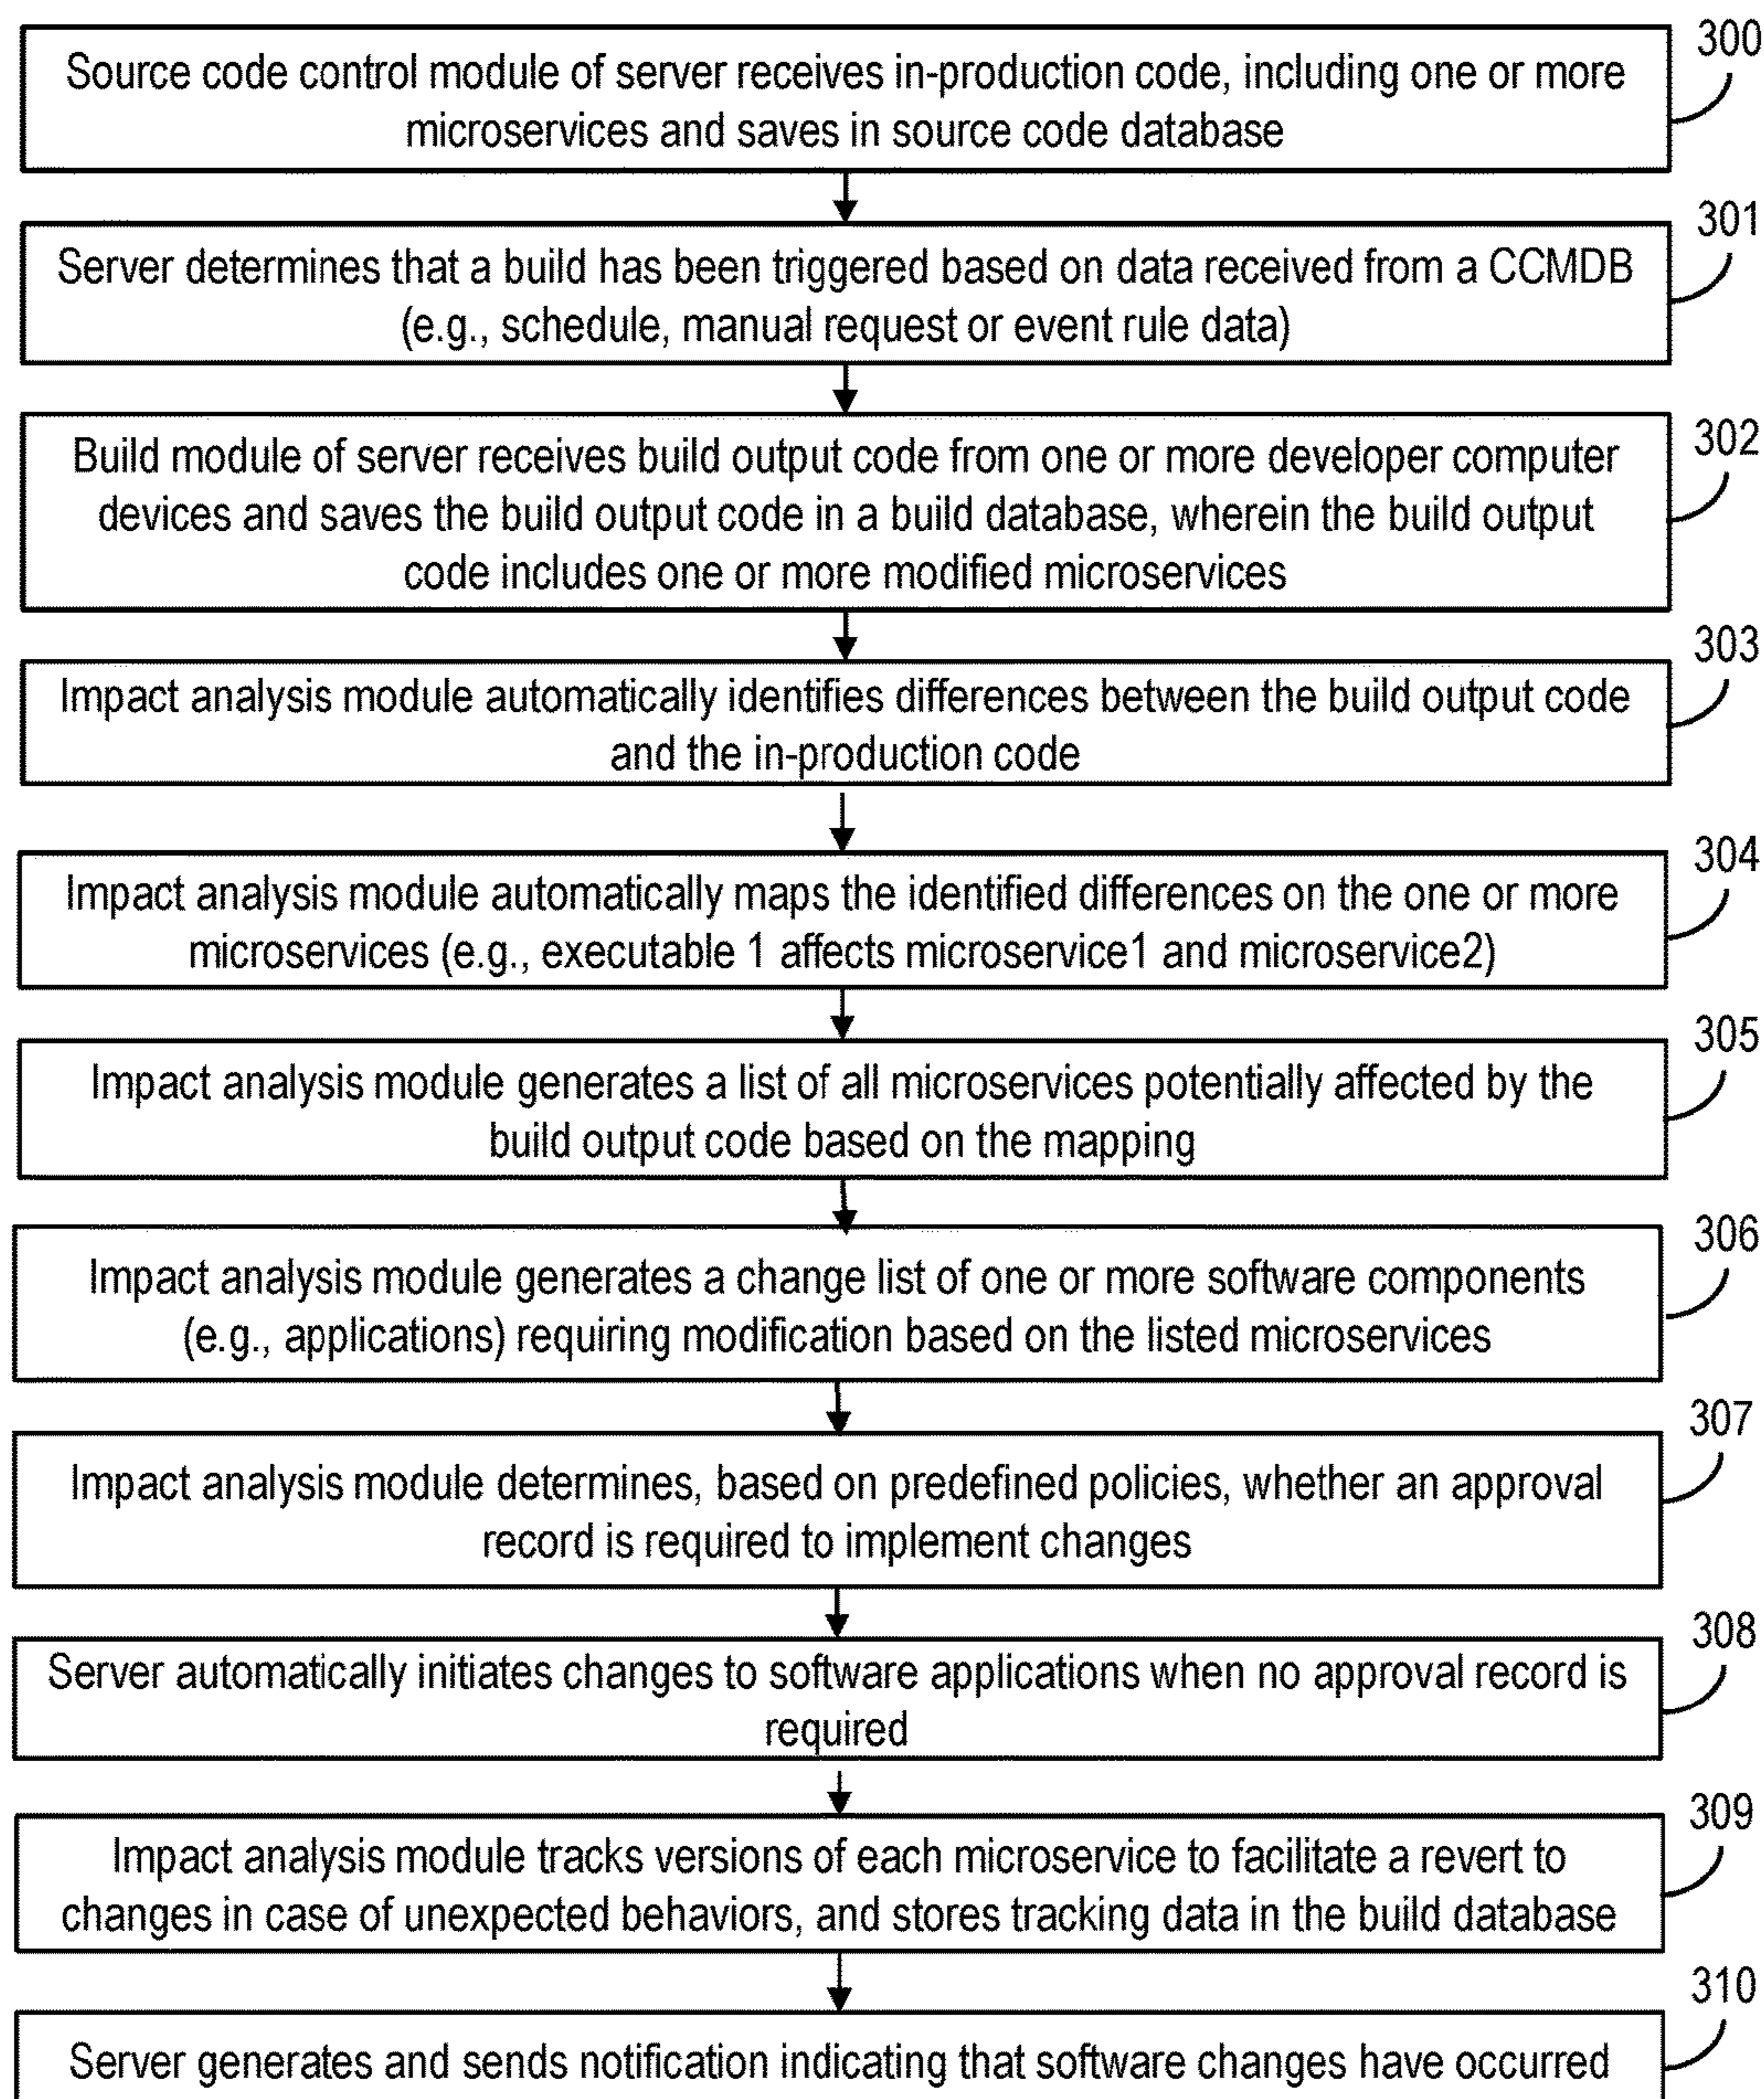 300
Source code control module of server receives in-production code, including one or more
microservices and saves in source code database
301
Server determines that a build has been triggered based on data received from a CCMDB
(e.g., schedule, manual request or event rule data)
302
Build module of server receives build output code from one or more developer computer
devices and saves the build output code in a build database, wherein the build output
code includes one or more modified microservices
303
Impact analysis module automatically identifies differences between the build output code
and the in-production code
304
Impact analysis module automatically maps the identified differences on the one or more
microservices (e.g., executable 1 affects microservice1 and microservice2)
305
Impact analysis module generates a list of all microservices potentially affected by the
build output code based on the mapping
306
Impact analysis module generates a change list of one or more software components
(e.g., applications) requiring modification based on the listed microservices
307
Impact analysis module determines, based on predefined policies, whether an approval
record is required to implement changes
308
Server automatically initiates changes to software applications when no approval record is
required
309
Impact analysis module tracks versions of each microservice to facilitate a revert to
changes in case of unexpected behaviors, and stores tracking data in the build database
310
Server generates and sends notification indicating that software changes have occurred